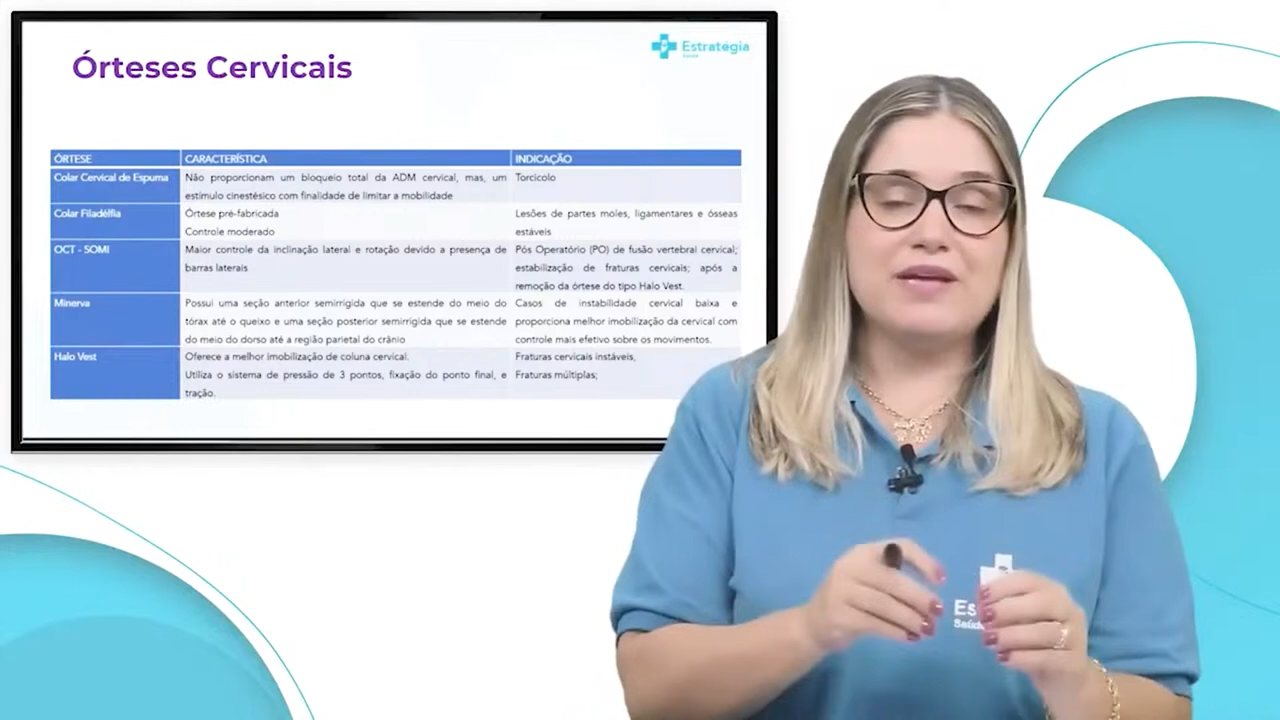 Órteses Cervicais
Estratégia
ÓRTESE
CARACTERÍSTICA
INDICAÇÃO
Colar Cervical de Espuma
Não proporcionam um bloqueio total da ADM cervical, mas, um
estímulo cinestésico com finalidade de limitar a mobilidade
Torcicolo
Colar Filadélfia
Órtese pré-fabricada
Controle moderado
Lesões de partes moles, ligamentares e ósseas
estáveis
OCT - SOMI
Maior controle da inclinação lateral e rotação devido a presença de
barras laterais
Pós Operatório (PO) de fusão vertebral cervical;
estabilização de fraturas cervicais; após a
remoção da órtese do tipo Halo Vest.
Minerva
Possui uma seção anterior semirrigida que se estende do meio do
tórax até o queixo e uma seção posterior semirrigida que se estende
do meio do dorso até a região parietal do crânio
Casos de instabilidade cervical baixa e
proporciona melhor imobilização da cervical com
controle mais efetivo sobre os movimentos.
Halo Vest
Oferece a melhor imobilização de coluna cervical.
Utiliza o sistema de pressão de 3 pontos, fixação do ponto final, e
tração.
Fraturas cervicais instáveis,
Fraturas múltiplas;
Es
Saúde